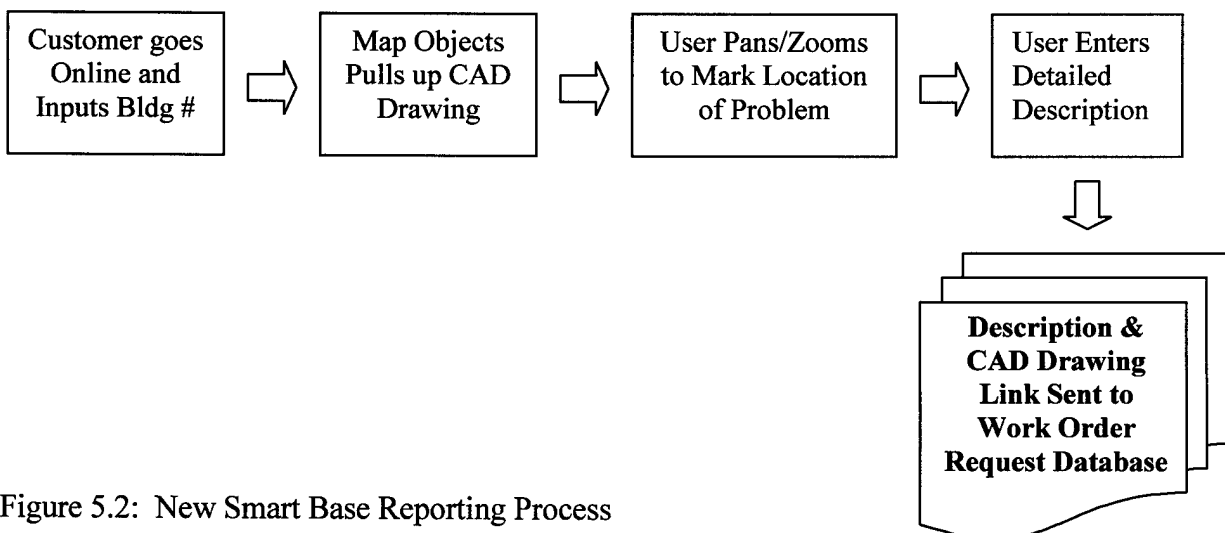 Customer goes
Online and
Inputs Bldg #
Map Objects
Pulls up CAD
Drawing
User Pans/Zooms
to Mark Location
of Problem
User Enters
Detailed
Description
Description &
CAD Drawing
Link Sent to
Work Order
Request Database
Figure 5.2: New Smart Base Reporting Process